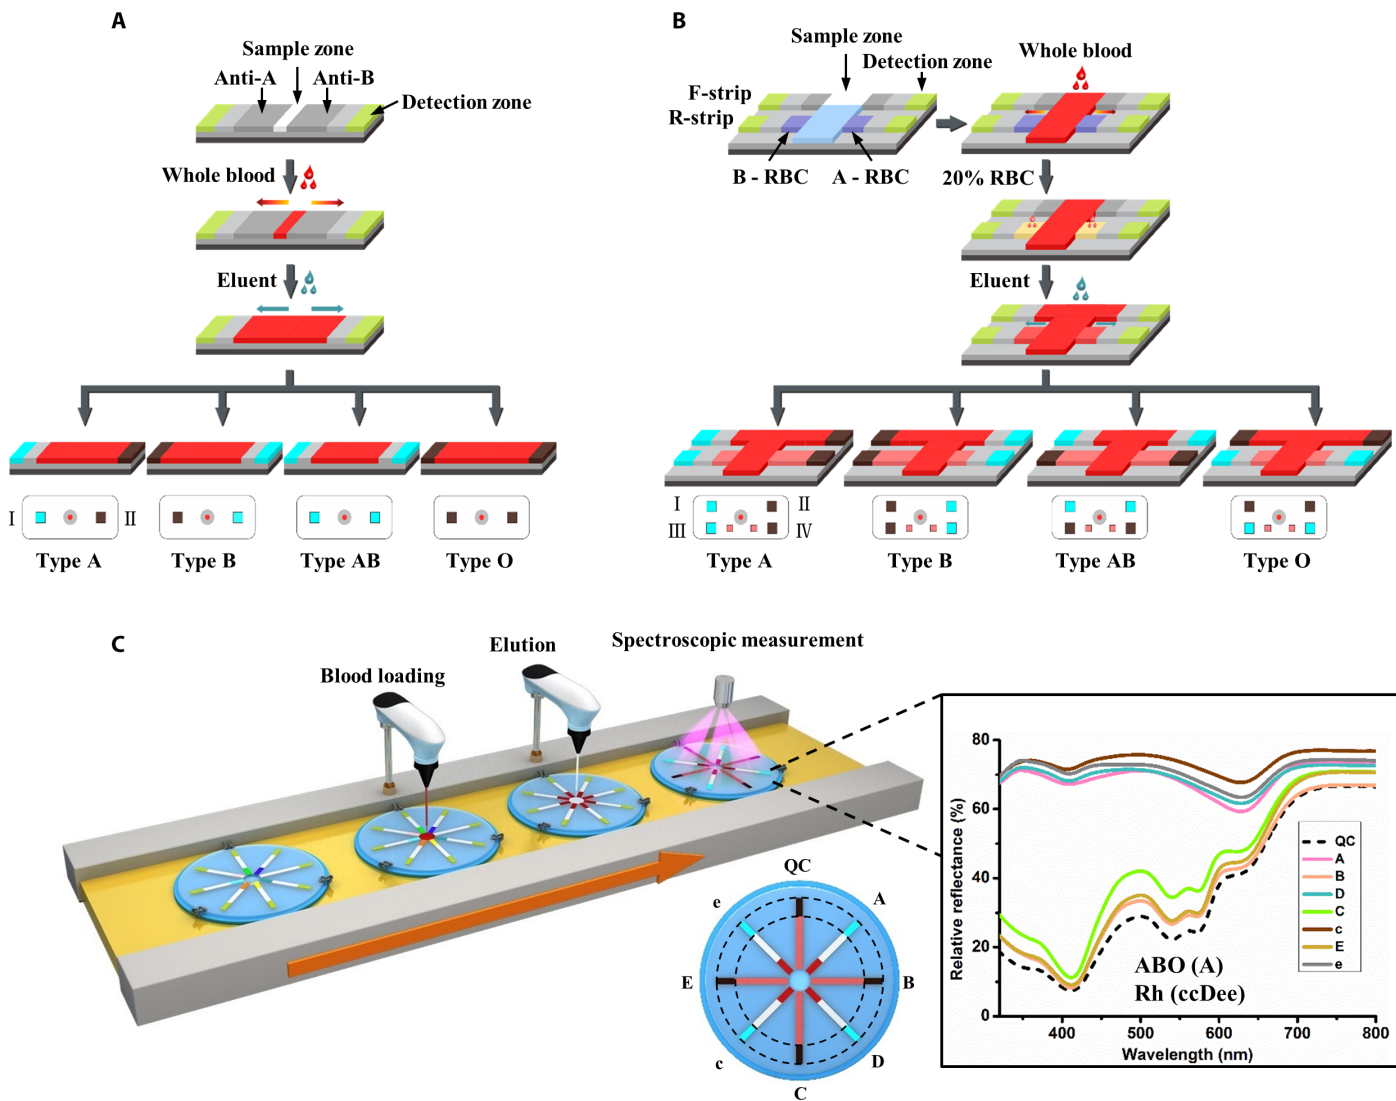 A
Sample zone
Anti-A
Anti-B
Detection zone
Whole blood
Eluent
I
II
Type A
Type B
Type AB
Type O
B
Sample zone
Whole blood
Detection zone
F-strip
R-strip
B - RBC
A - RBC
20% RBC
Eluent
I
II
III
IV
Type A
Type B
Type AB
Type O
C
Blood loading
Elution
Spectroscopic measurement
QC
A
B
D
C
c
E
e
Relative reflectance (%)
80
60
40
20
0
400
500
600
700
800
Wavelength (nm)
QC
A
B
D
C
c
E
e
ABO (A)
Rh (ccDee)